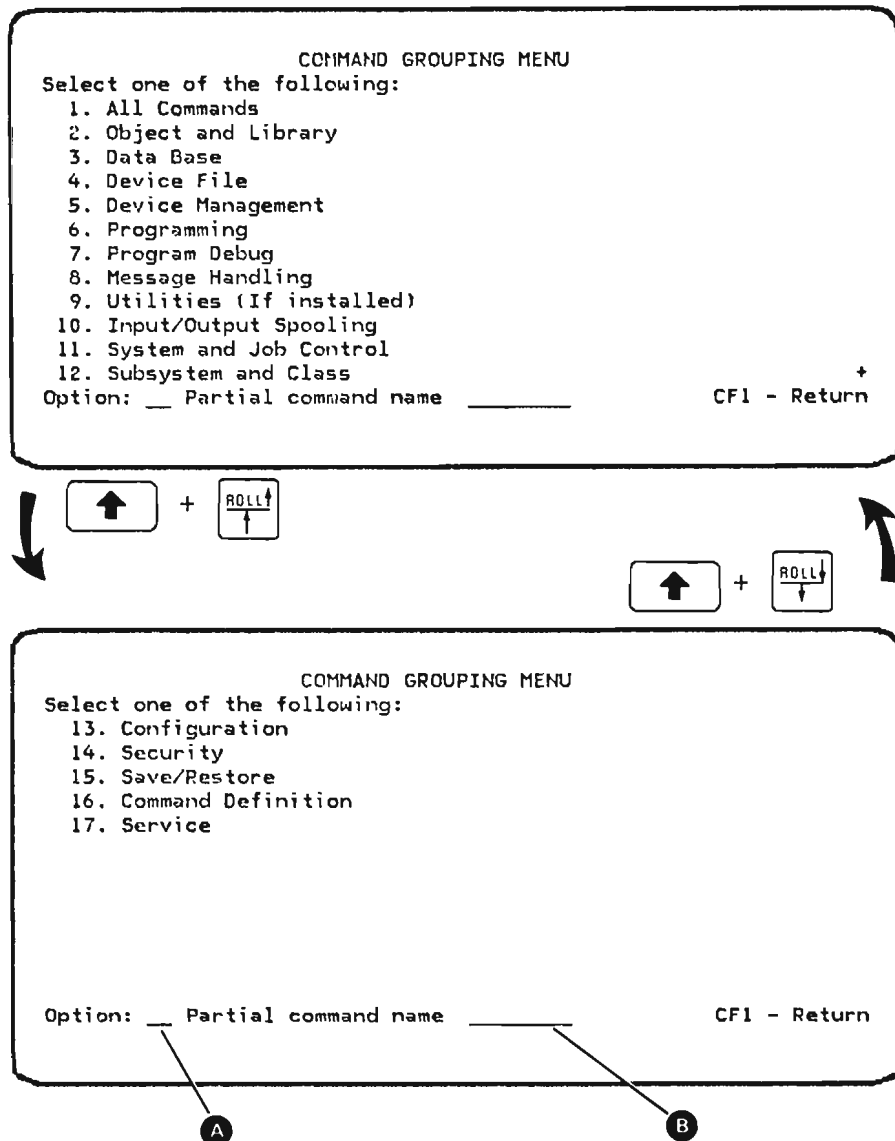 COMMAND GROUPING MENU
Select one of the following:
1. All Commands
2. Object and Library
3. Data Base
4. Device File
5. Device Management
6. Programming
7. Program Debug
8. Message Handling
9. Utilities (If installed)
10. Input/Output Spooling
11. System and Job Control
12. Subsystem and Class +
Option: __ Partial command name ________ CF1 - Return
+ ROLL
+ ROLL
COMMAND GROUPING MENU
Select one of the following:
13. Configuration
14. Security
15. Save/Restore
16. Command Definition
17. Service
Option: __ Partial command name ________ CF1 - Return
A B